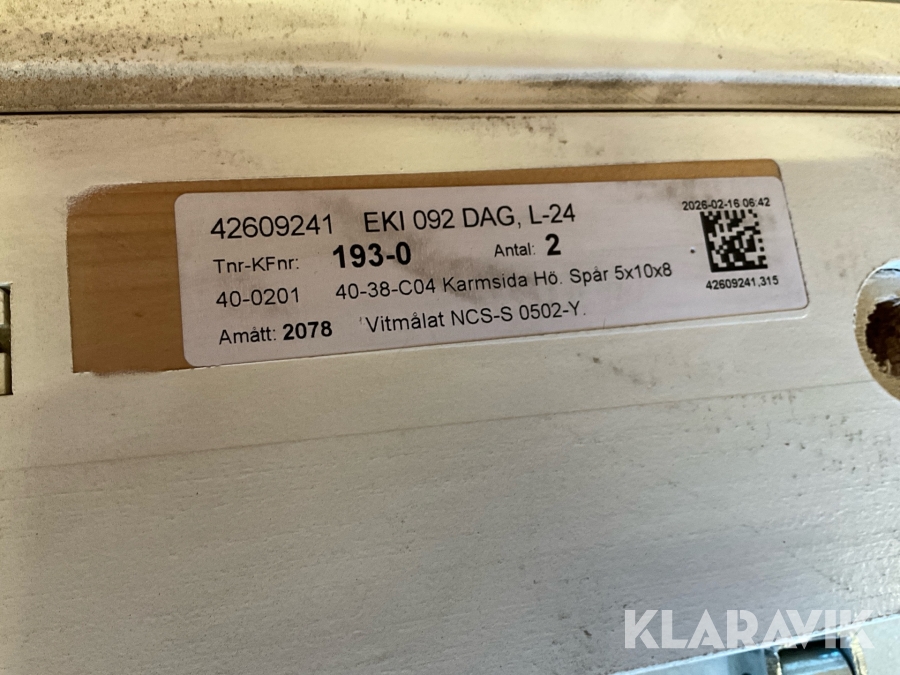 42609241 EKI 092 DAG, L-24
2026-02-16 06:42
Tnr-KFnr: 193-0 Antal: 2
40-0201 40-38-C04 Karmsida Hö. Spår 5x10x8
42609241,315
Amått: 2078 Vitmålat NCS-S 0502-Y.
KLARAVIK